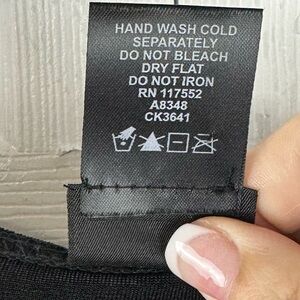 HAND WASH COLD
SEPARATELY
DO NOT BLEACH
DRY FLAT
DO NOT IRON
RN 117552
A8348
CK3641